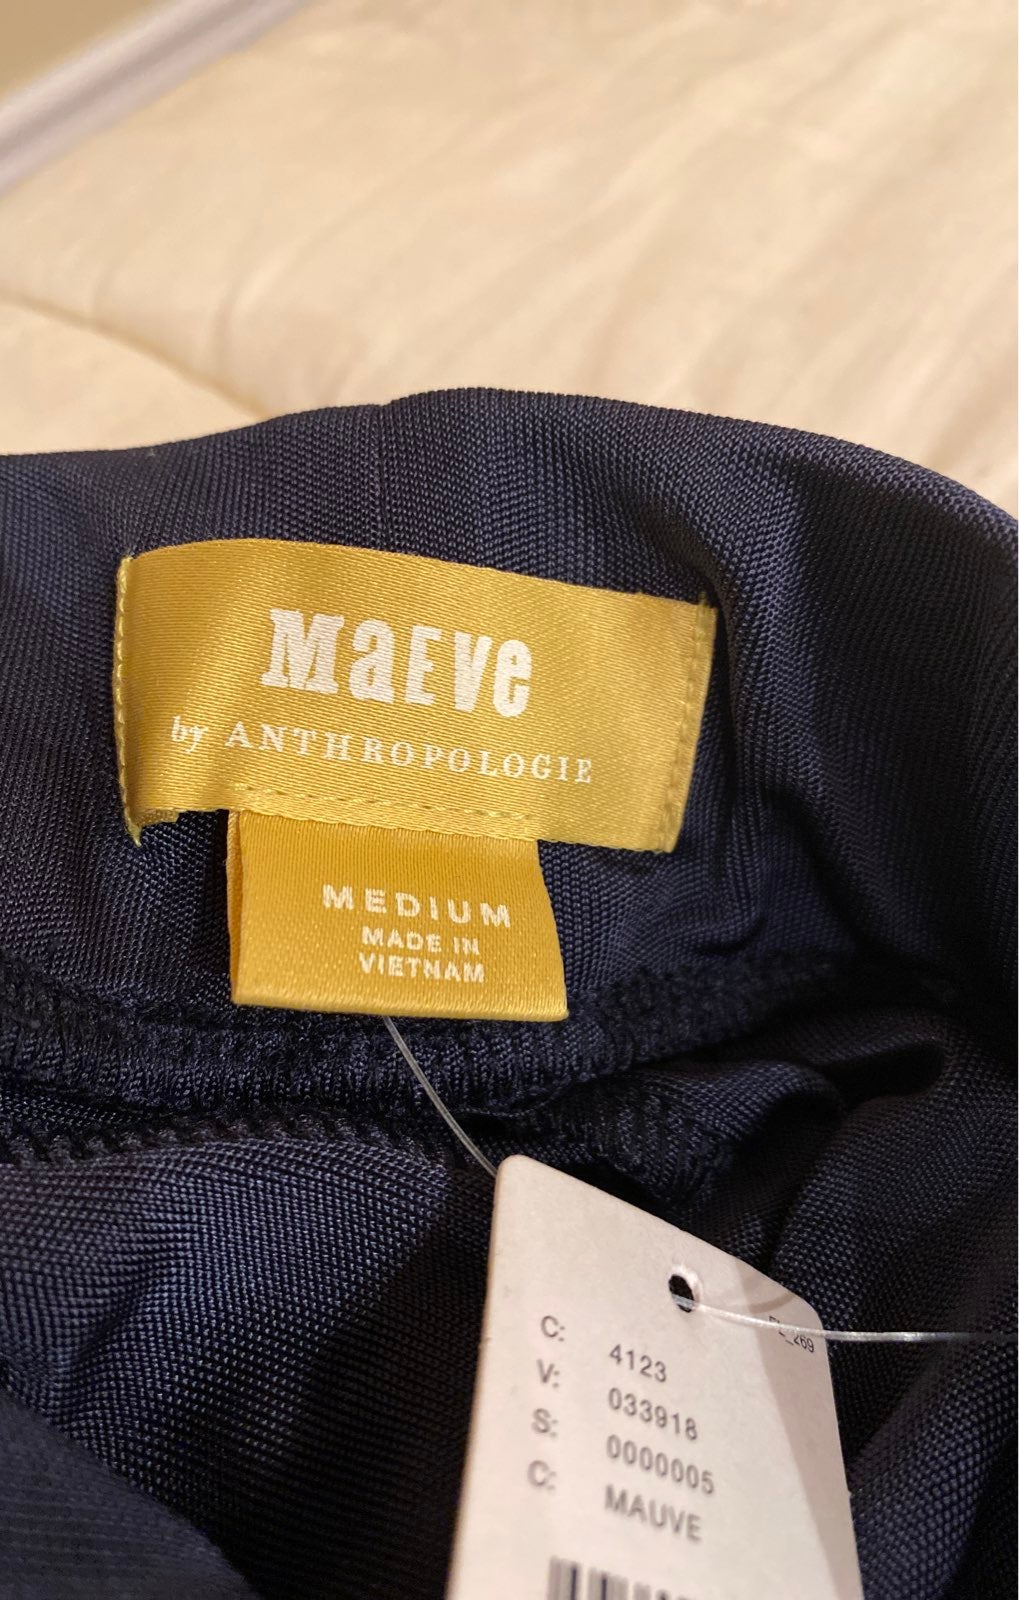 MaEVe
by ANTHROPOLOGIE
MEDIUM
MADE IN
VIETNAM
C: 4123
V: 033918
S: 0000005
C: MAUVE